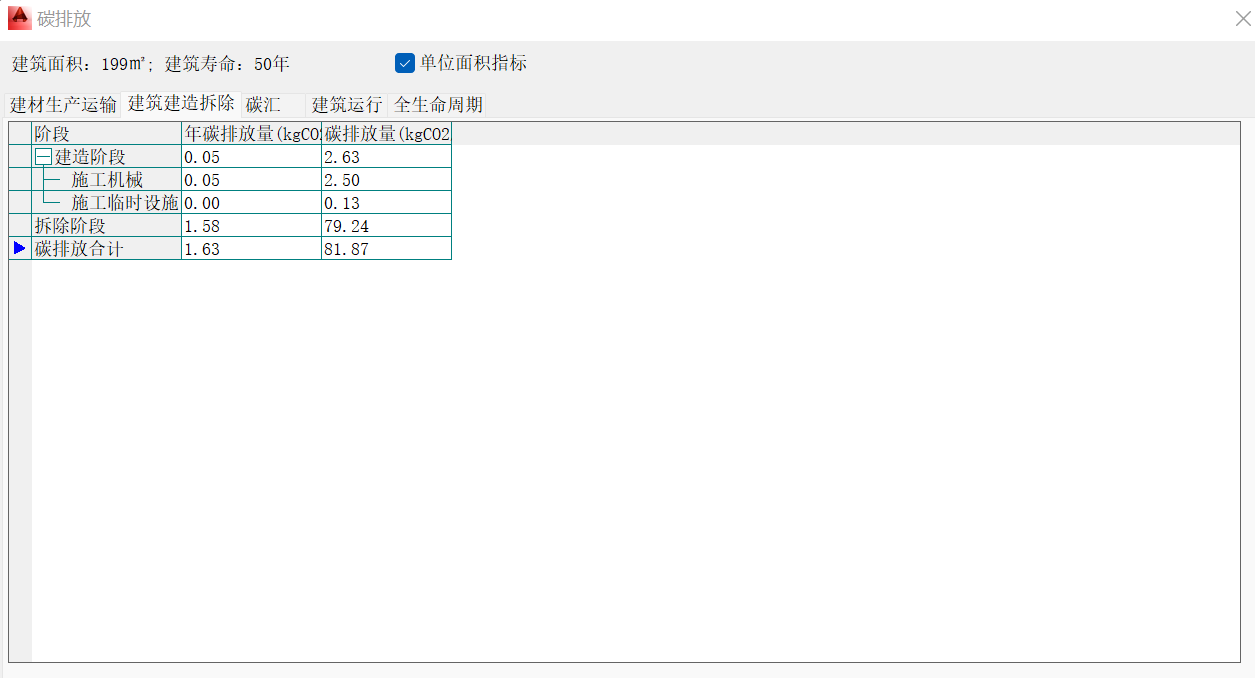 碳排放
建筑面积：199㎡；建筑寿命：50年 单位面积指标
建材生产运输 建筑建造拆除 碳汇 建筑运行 全生命周期
阶段 年碳排放量(kgCO2 碳排放量(kgCO2
建造阶段 0.05 2.63
施工机械 0.05 2.50
施工临时设施 0.00 0.13
拆除阶段 1.58 79.24
碳排放合计 1.63 81.87